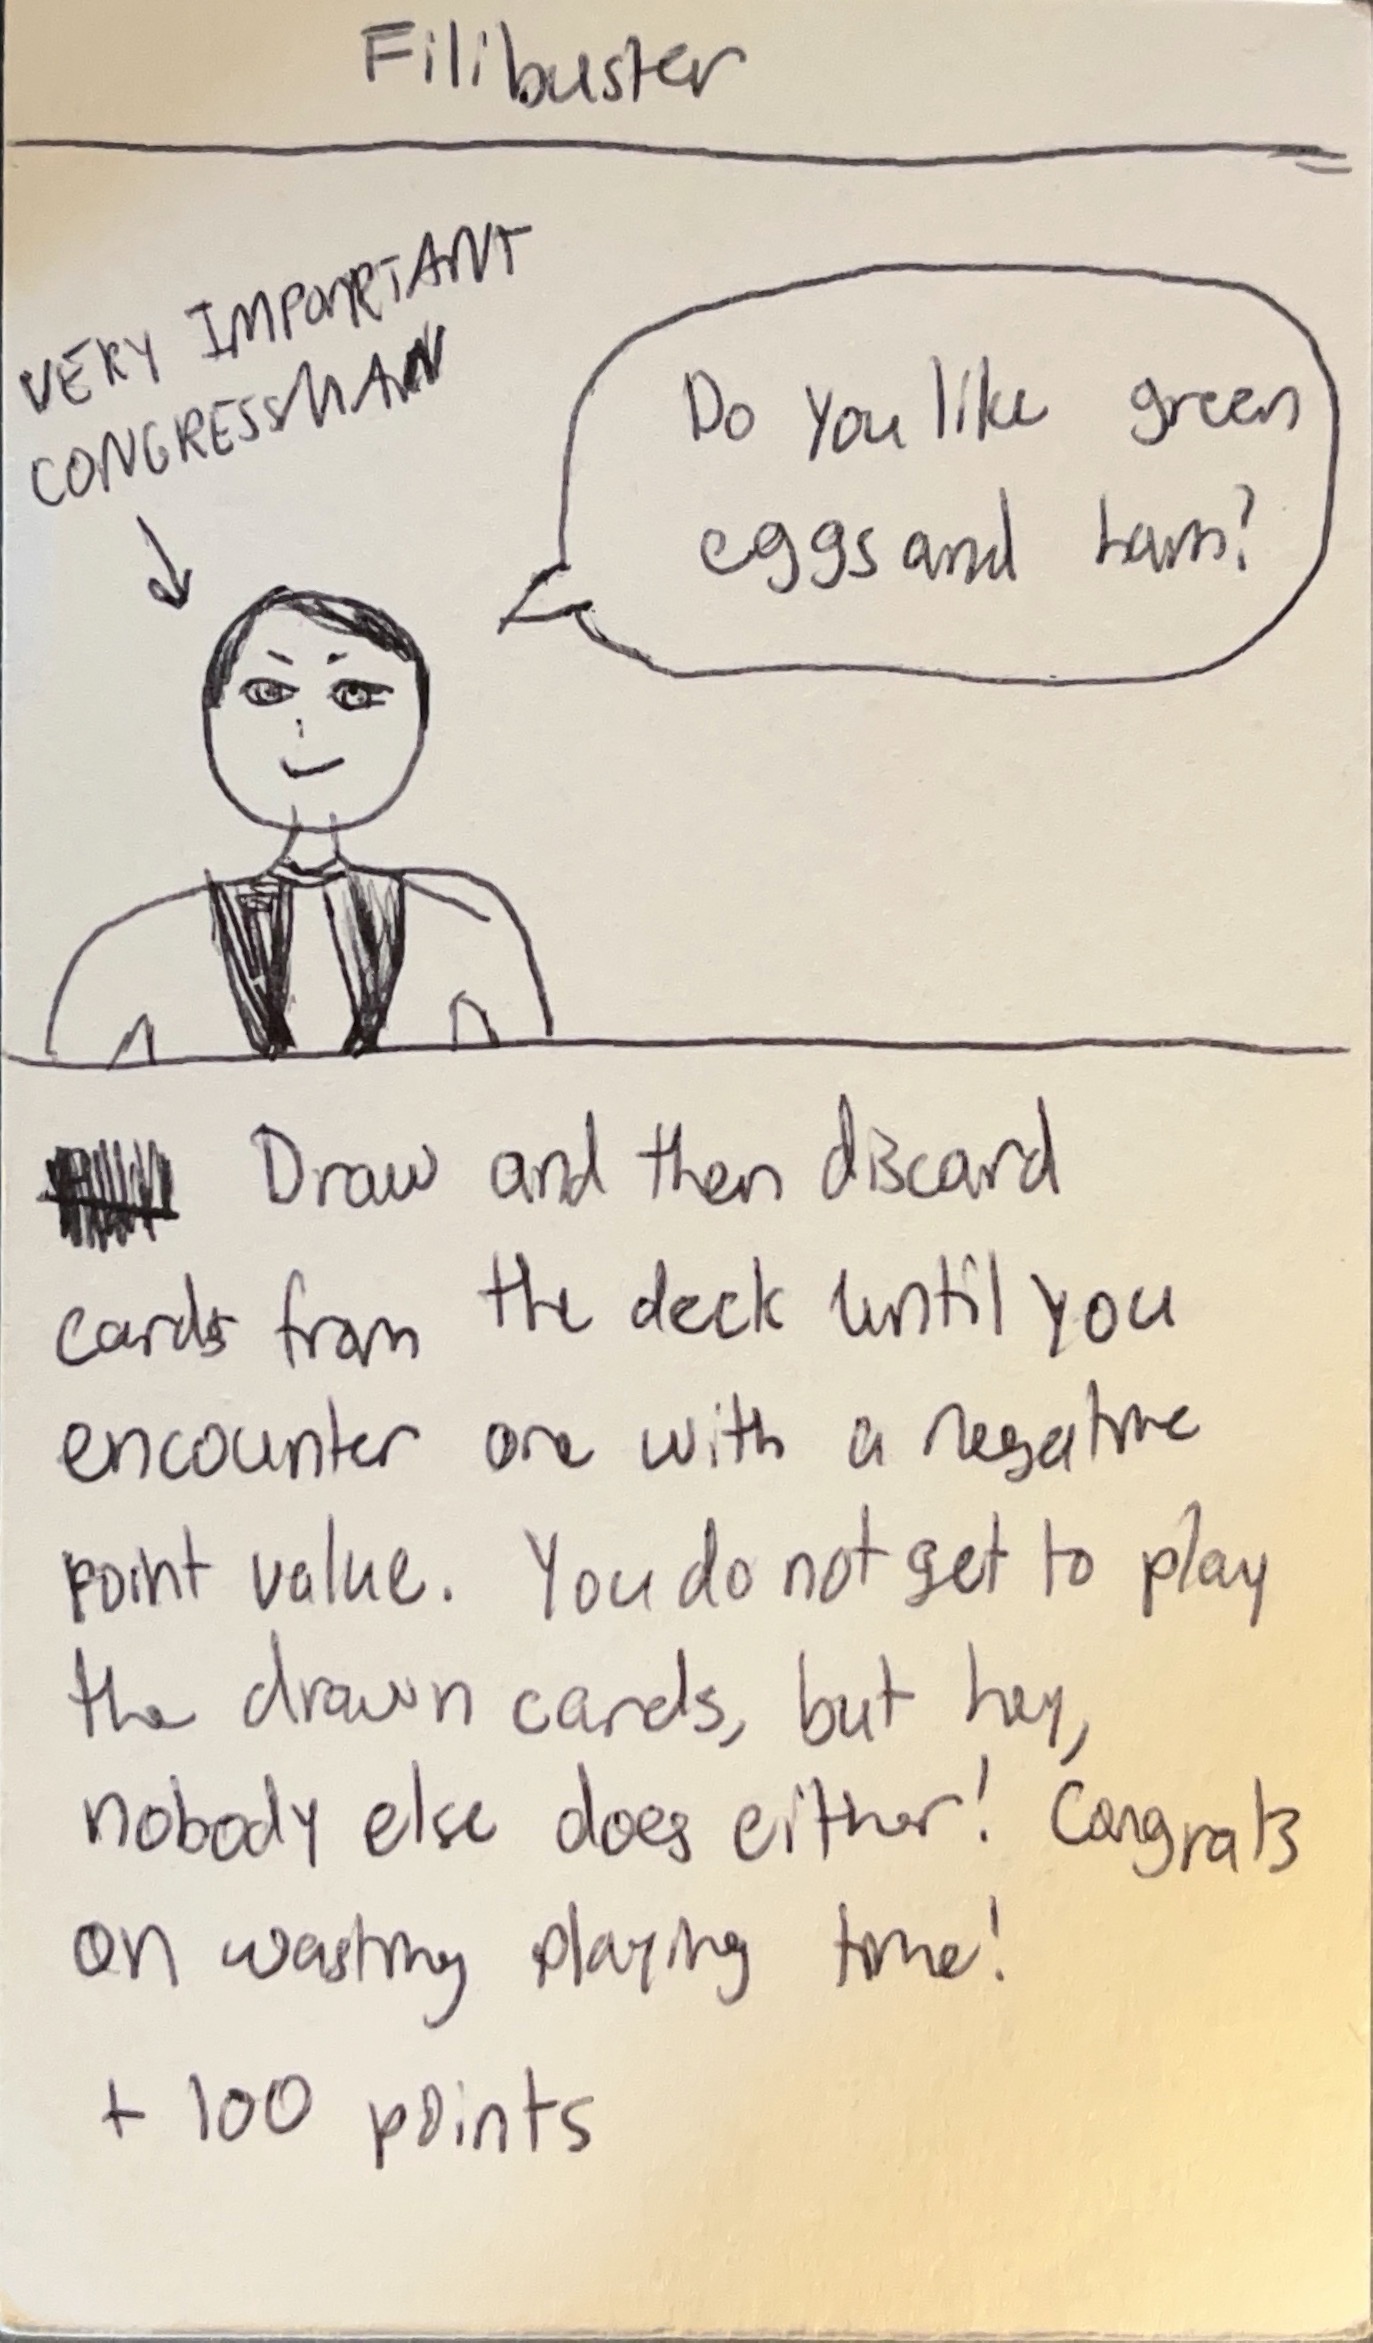 Filibuster
VERY IMPORTANT
CONGRESSMAN
Do you like green
eggs and ham?
Draw and then discard
cards from the deck until you
encounter one with a negative
point value. You do not get to play
the drawn cards, but hey,
nobody else does either! Congrats
on wasting playing time!
+ 100 points